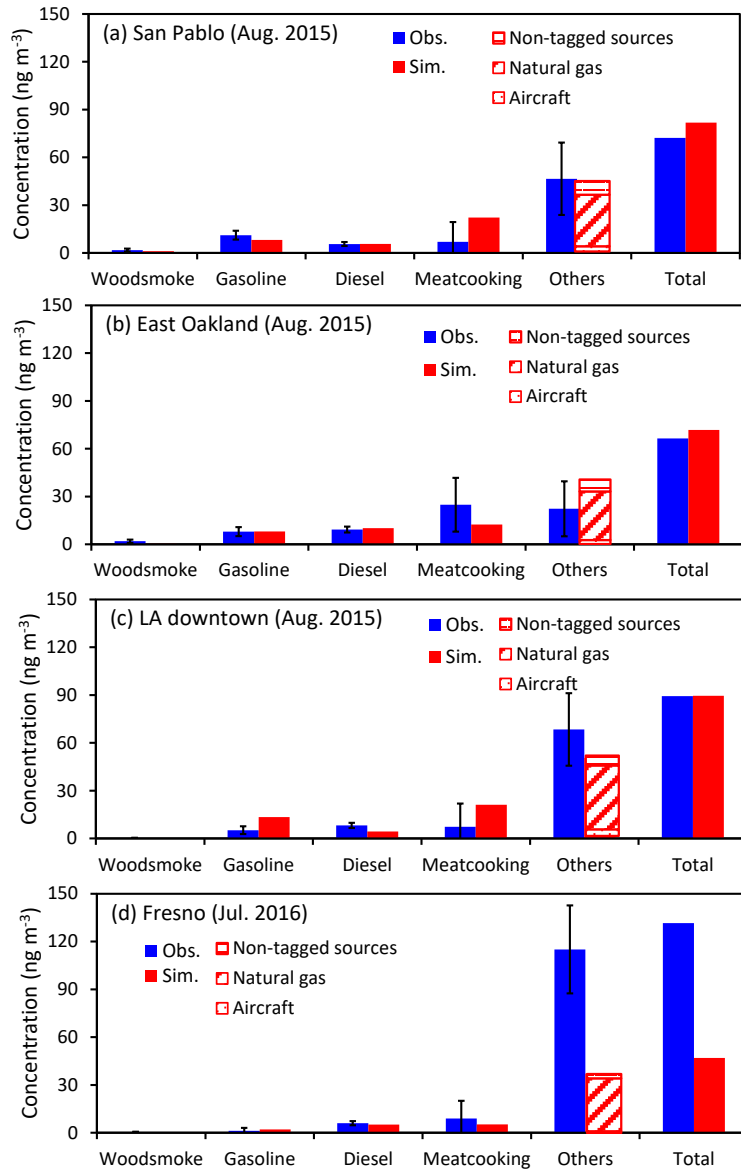 (a) San Pablo (Aug. 2015)
Obs.
Sim.
Non-tagged sources
Natural gas
Aircraft
Concentration (ng m⁻³)
150
120
90
60
30
0
Woodsmoke Gasoline Diesel Meatcooking Others Total
(b) East Oakland (Aug. 2015)
Obs.
Sim.
Non-tagged sources
Natural gas
Aircraft
Concentration (ng m⁻³)
150
120
90
60
30
0
Woodsmoke Gasoline Diesel Meatcooking Others Total
(c) LA downtown (Aug. 2015)
Obs.
Sim.
Non-tagged sources
Natural gas
Aircraft
Concentration (ng m⁻³)
150
120
90
60
30
0
Woodsmoke Gasoline Diesel Meatcooking Others Total
(d) Fresno (Jul. 2016)
Obs.
Sim.
Non-tagged sources
Natural gas
Aircraft
Concentration (ng m⁻³)
150
120
90
60
30
0
Woodsmoke Gasoline Diesel Meatcooking Others Total